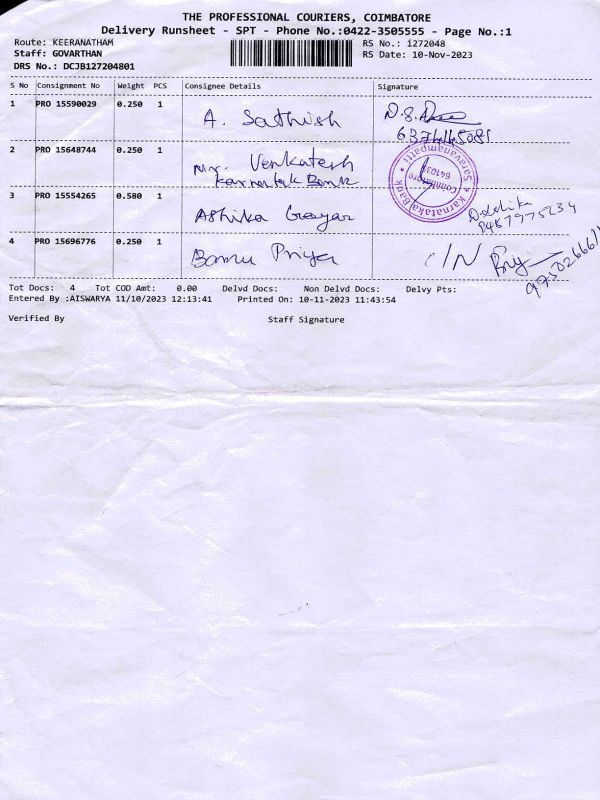 THE PROFESSIONAL COURIERS, COIMBATORE
Delivery Runsheet - SPT - Phone No.:0422-3505555 - Page No.:1
Route: KEERANATHAM RS No.: 1272048
Staff: GOVARTHAN RS Date: 10-Nov-2023
DRS No.: DCJB127204801
S No Consignment No Weight PCS Consignee Details Signature
1 PRO 15590029 0.250 1 A. Sathish
2 PRO 15648744 0.250 1 Mr. Venkatesh
Karnatak Bank
Karnataka Bank
Saravanampatti
Coimbatore
3 PRO 15554265 0.580 1 Ashika Gayar
4 PRO 15696776 0.250 1 Banu Priya
Tot Docs: 4 Tot COD Amt: 0.00 Delvd Docs: Non Delvd Docs: Delvy Pts:
Entered By :AISWARYA 11/10/2023 12:13:41 Printed On: 10-11-2023 11:43:54
Verified By Staff Signature